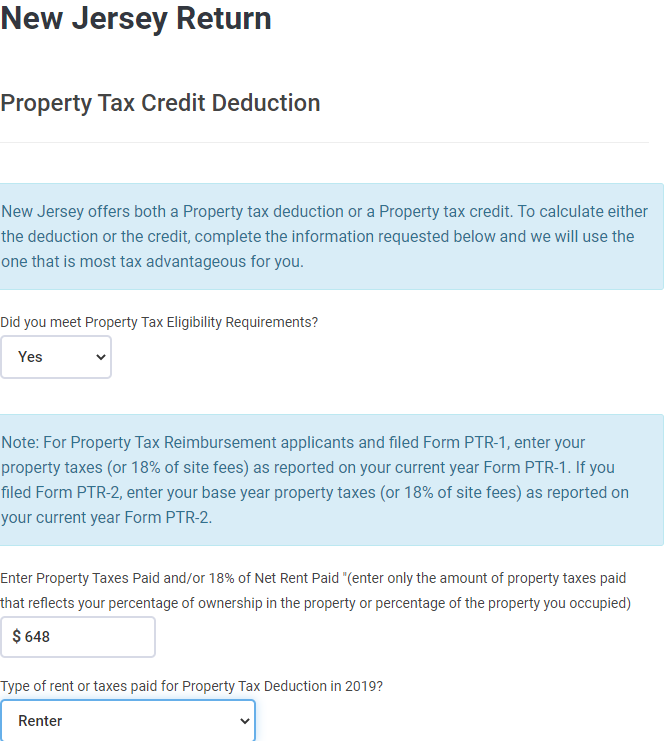 New Jersey Return
Property Tax Credit Deduction
New Jersey offers both a Property tax deduction or a Property tax credit. To calculate either
the deduction or the credit, complete the information requested below and we will use the
one that is most tax advantageous for you.
Did you meet Property Tax Eligibility Requirements?
Yes
Note: For Property Tax Reimbursement applicants and filed Form PTR-1, enter your
property taxes (or 18% of site fees) as reported on your current year Form PTR-1. If you
filed Form PTR-2, enter your base year property taxes (or 18% of site fees) as reported on
your current year Form PTR-2.
Enter Property Taxes Paid and/or 18% of Net Rent Paid "(enter only the amount of property taxes paid
that reflects your percentage of ownership in the property or percentage of the property you occupied)
$ 648
Type of rent or taxes paid for Property Tax Deduction in 2019?
Renter